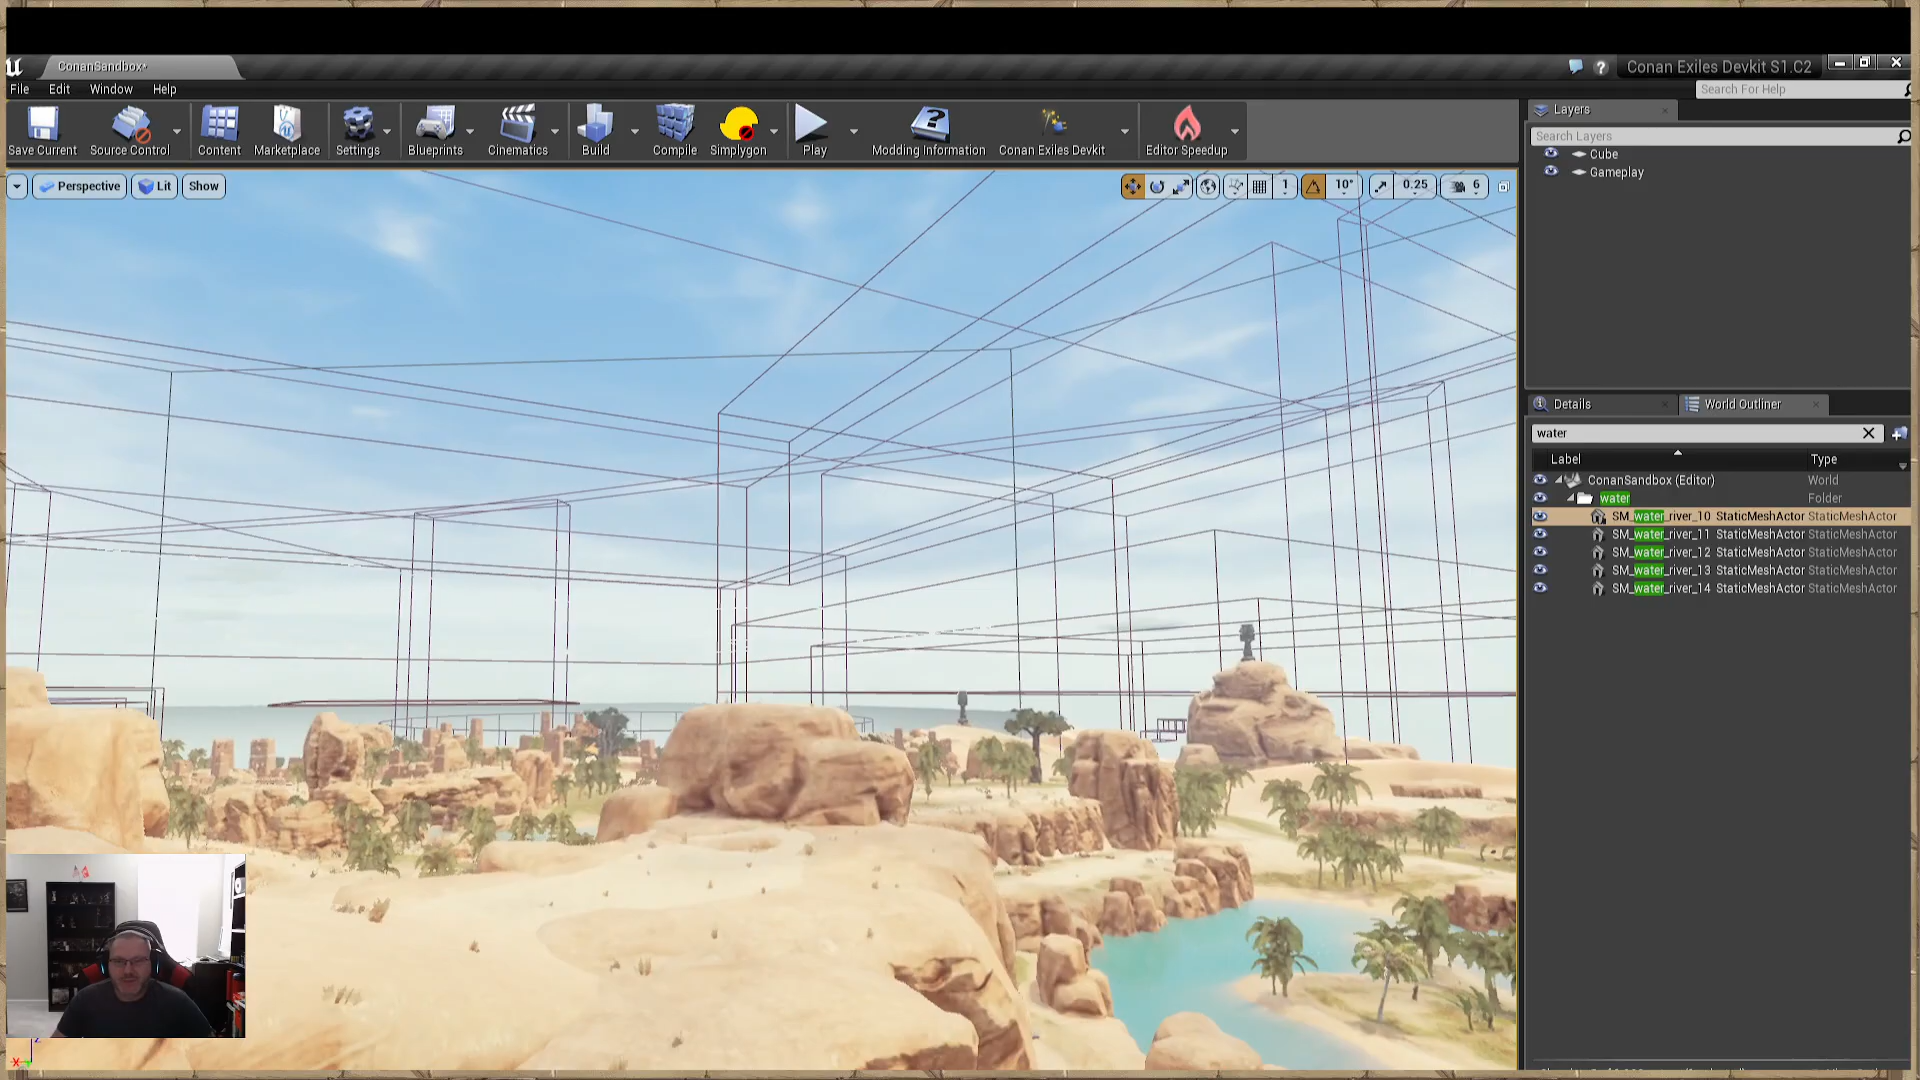 ConanSandbox*
Conan Exiles Devkit S1.C2
File Edit Window Help
Search For Help
Save Current Source Control Content Marketplace Settings Blueprints Cinematics Build Compile Simplygon Play Modding Information Conan Exiles Devkit Editor Speedup
Layers
Search Layers
Cube
Gameplay
Perspective Lit Show
1 10° 0.25 6
Details World Outliner
water
Label Type
ConanSandbox (Editor) World
water Folder
SM_water_river_10 StaticMeshActor StaticMeshActor
SM_water_river_11 StaticMeshActor StaticMeshActor
SM_water_river_12 StaticMeshActor StaticMeshActor
SM_water_river_13 StaticMeshActor StaticMeshActor
SM_water_river_14 StaticMeshActor StaticMeshActor